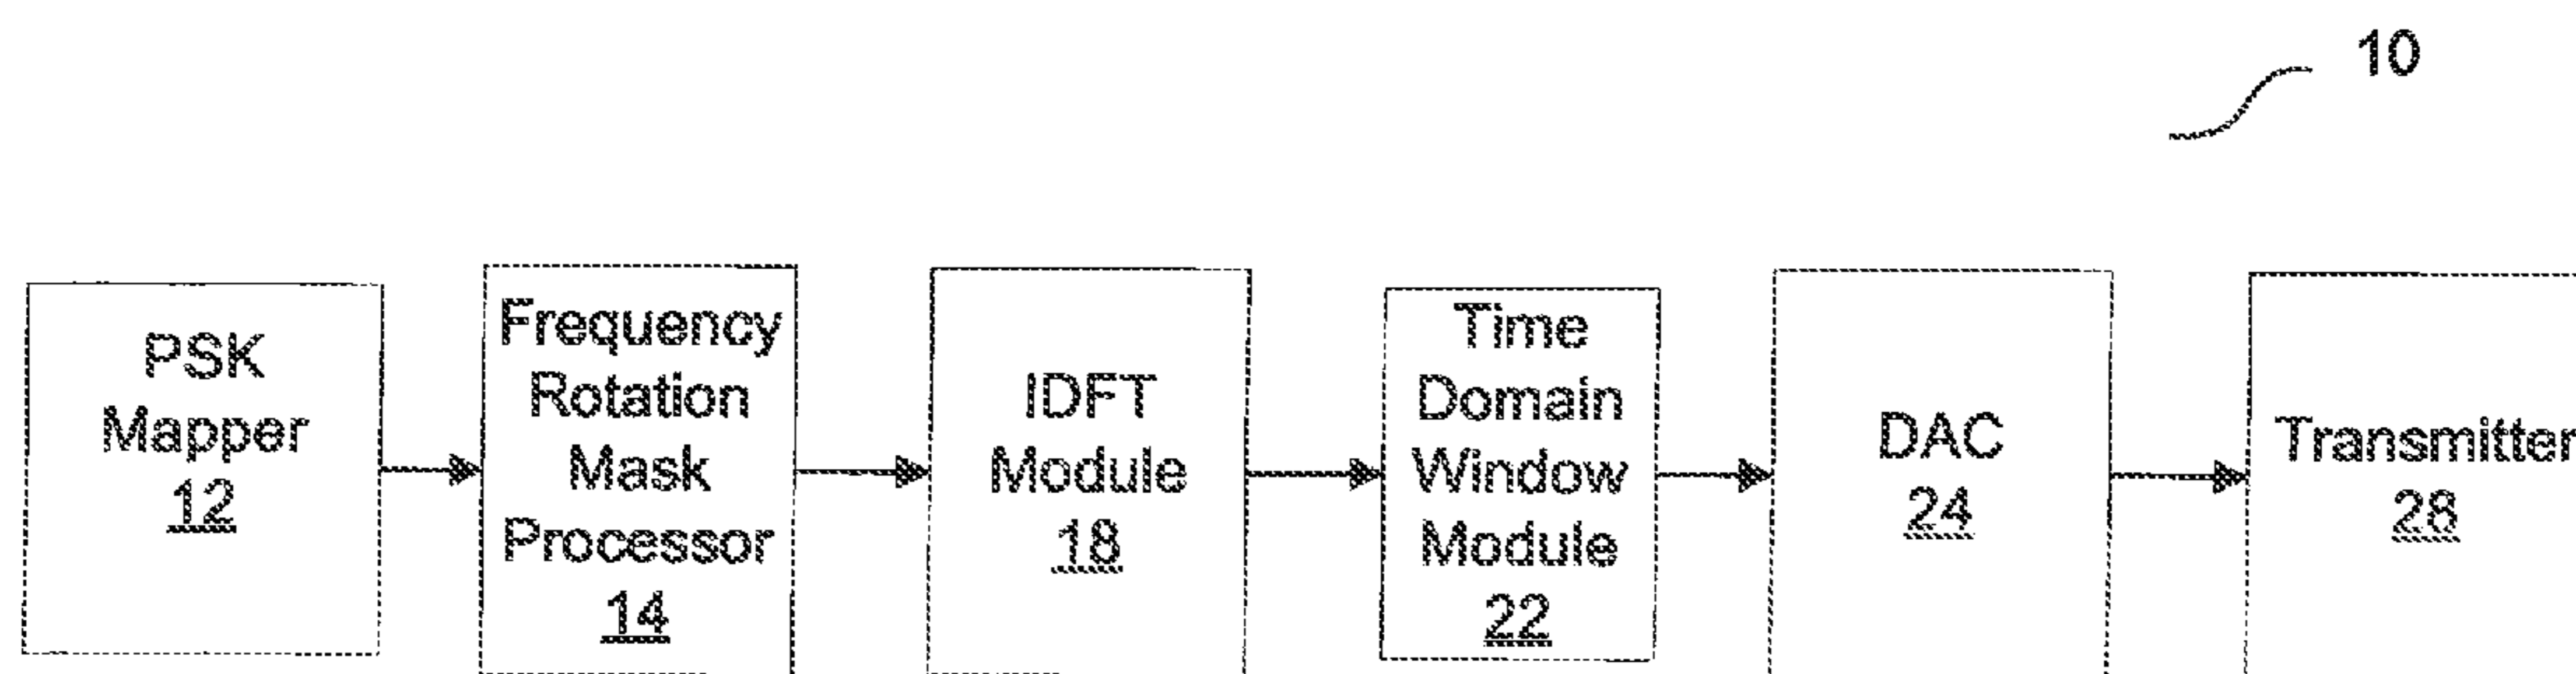 10
PSK
Mapper
12
Frequency
Rotation
Mask
Processor
14
IDFT
Module
18
Time
Domain
Window
Module
22
DAC
24
Transmitter
28